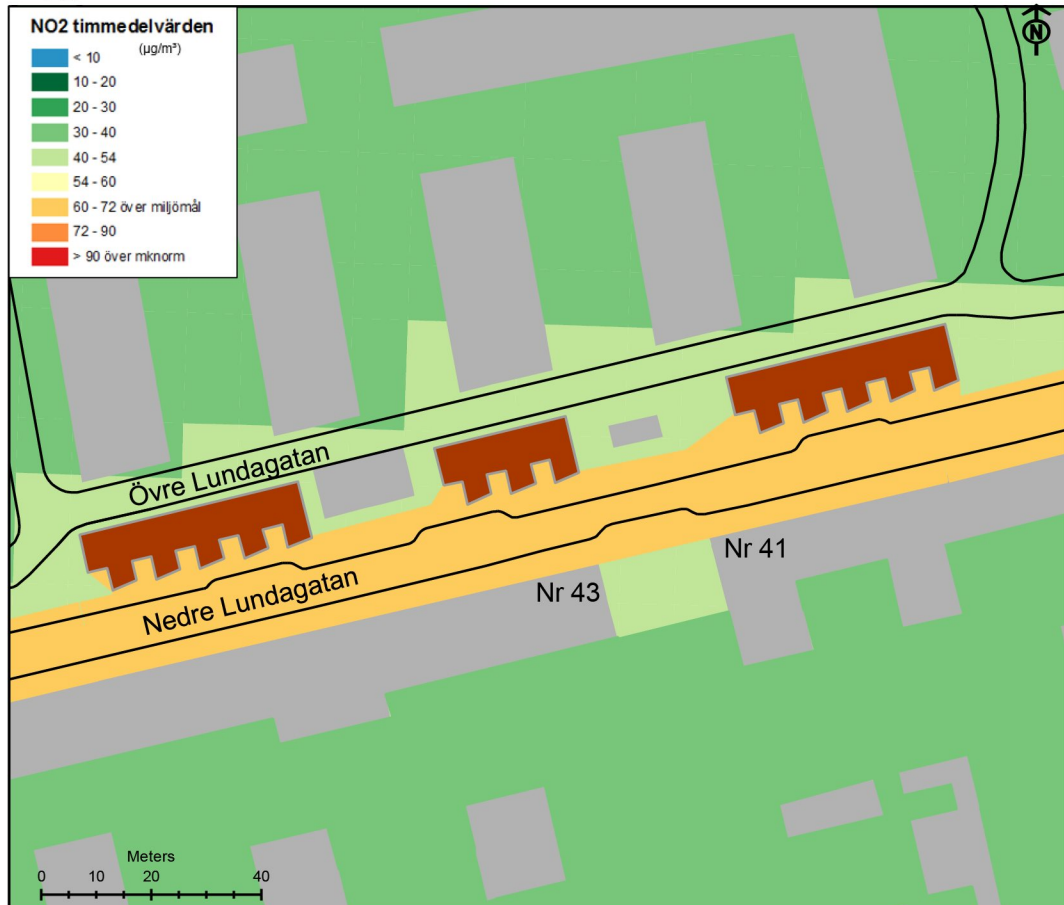 NO2 timmedelvärden
(µg/m³)
< 10
10 - 20
20 - 30
30 - 40
40 - 54
54 - 60
60 - 72 över miljömål
72 - 90
> 90 över mknorm
N
Övre Lundagatan
Nr 41
Nr 43
Nedre Lundagatan
Meters
0 10 20 40